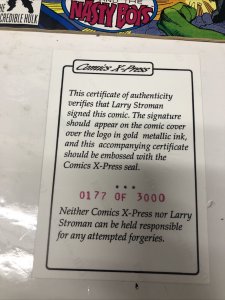 THE
INCREDIBLE HULK
NASTY BOYS
Comics X-Press
This certificate of authenticity
verifies that Larry Stroman
signed this comic. The signature
should appear on the comic cover
over the logo in gold metallic ink,
and this accompanying certificate
should be embossed with the
Comics X-Press seal.
0177 OF 3000
Neither Comics X-Press nor Larry
Stroman can be held responsible
for any attempted forgeries.